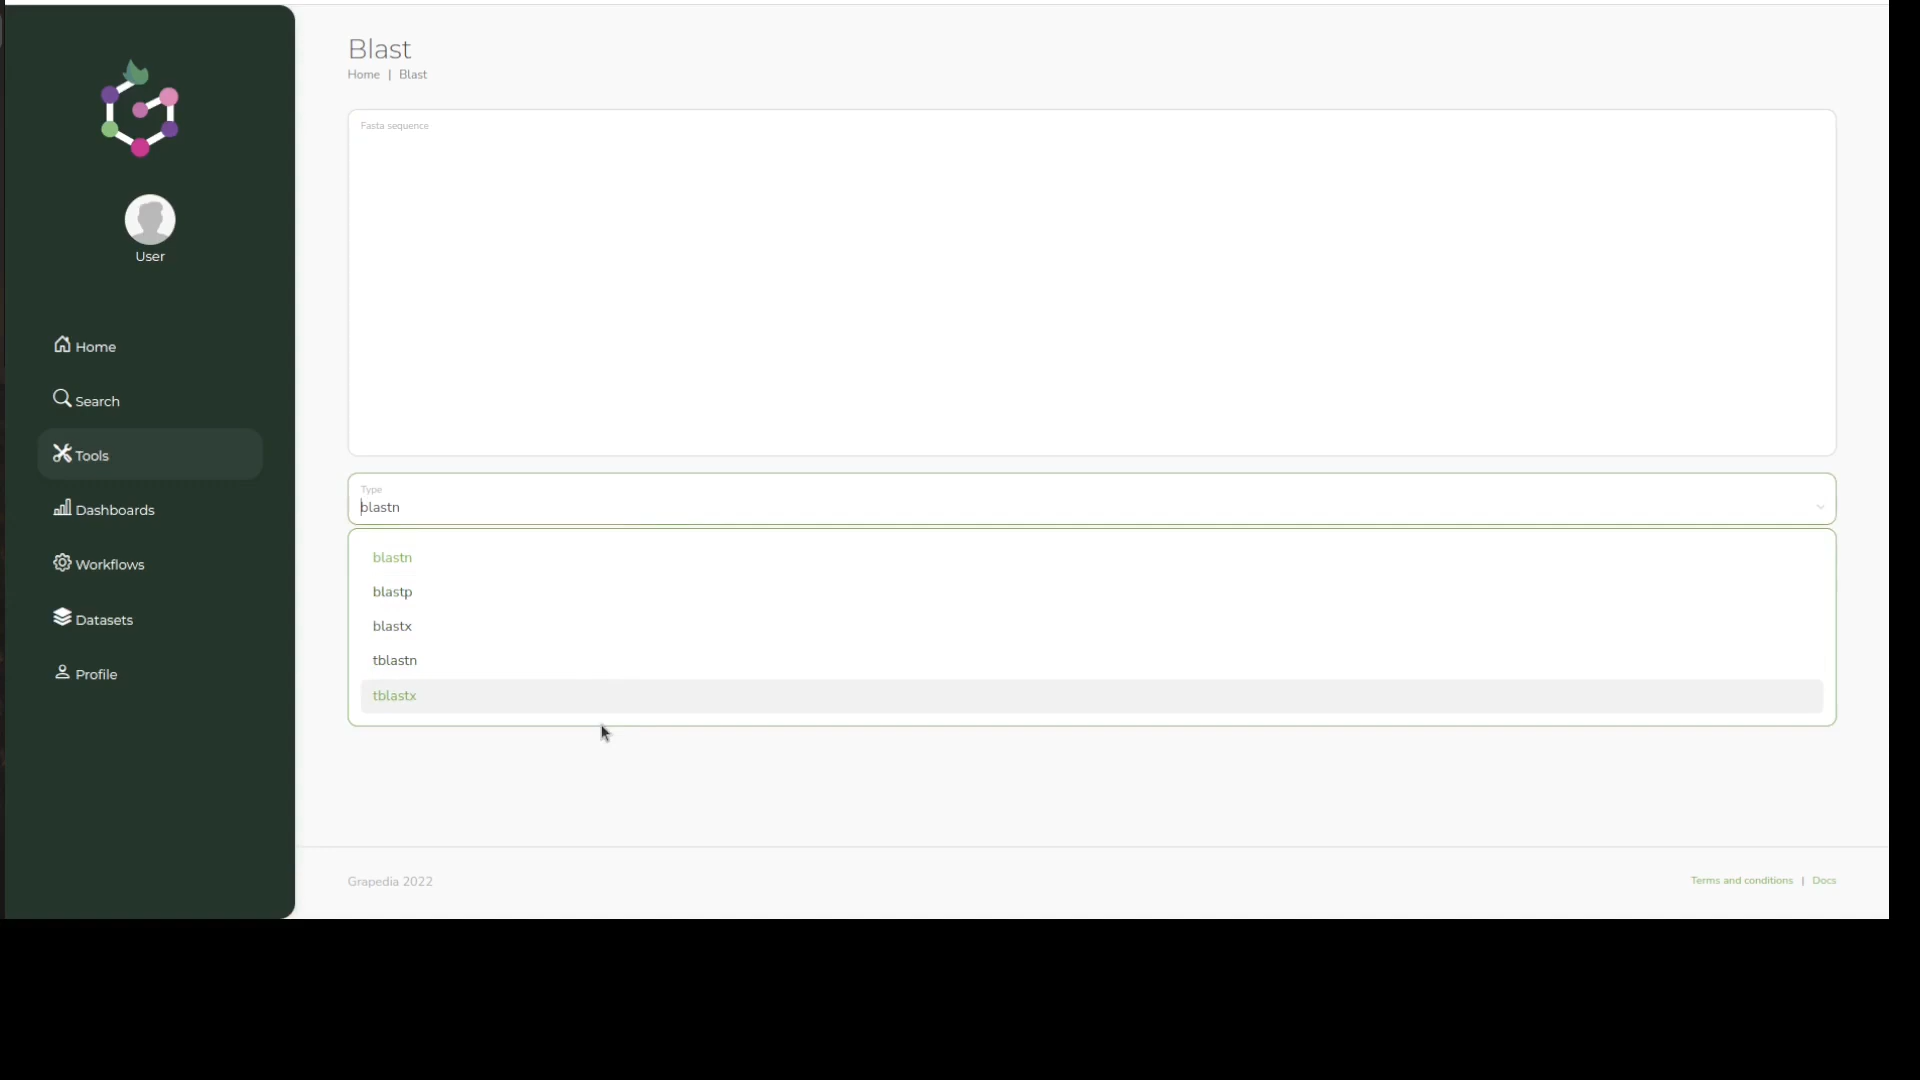 Blast
Home | Blast
User
Home
Search
Tools
Dashboards
Workflows
Datasets
Profile
Fasta sequence
Type
blastn
blastn
blastp
blastx
tblastn
tblastx
Grapedia 2022
Terms and conditions | Docs